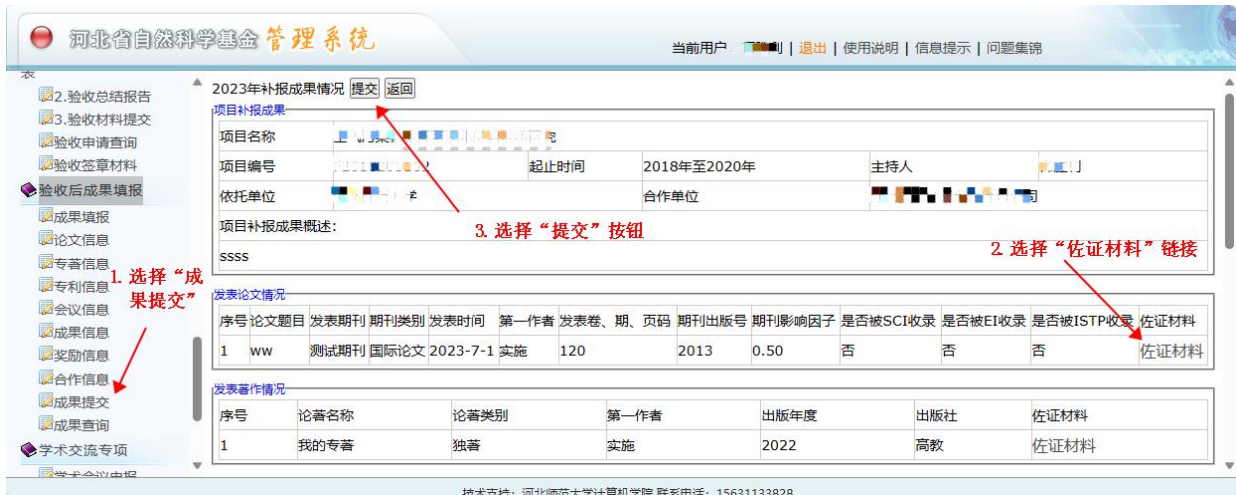 河北省自然科学基金 管理系统
当前用户 | 退出 | 使用说明 | 信息提示 | 问题集锦
表
2.验收总结报告
3.验收材料提交
验收申请查询
验收签章材料
验收后成果填报
成果填报
论文信息
专著信息
专利信息
会议信息
成果信息
奖励信息
合作信息
成果提交
成果查询
学术交流专项
学术会议申报
1. 选择“成
果提交”
2023年补报成果情况 提交 返回
项目补报成果
项目名称
项目编号 起止时间 2018年至2020年 主持人
依托单位 合作单位
项目补报成果概述：
ssss
3. 选择“提交”按钮
2. 选择“佐证材料”链接
发表论文情况
序号 论文题目 发表期刊 期刊类别 发表时间 第一作者 发表卷、期、页码 期刊出版号 期刊影响因子 是否被SCI收录 是否被EI收录 是否被ISTP收录 佐证材料
1 ww 测试期刊 国际论文 2023-7-1 实施 120 2013 0.50 否 否 否 佐证材料
发表著作情况
序号 论著名称 论著类别 第一作者 出版年度 出版社 佐证材料
1 我的专著 独著 实施 2022 高教 佐证材料
技术支持：河北师范大学计算机学院 联系电话：15631133828